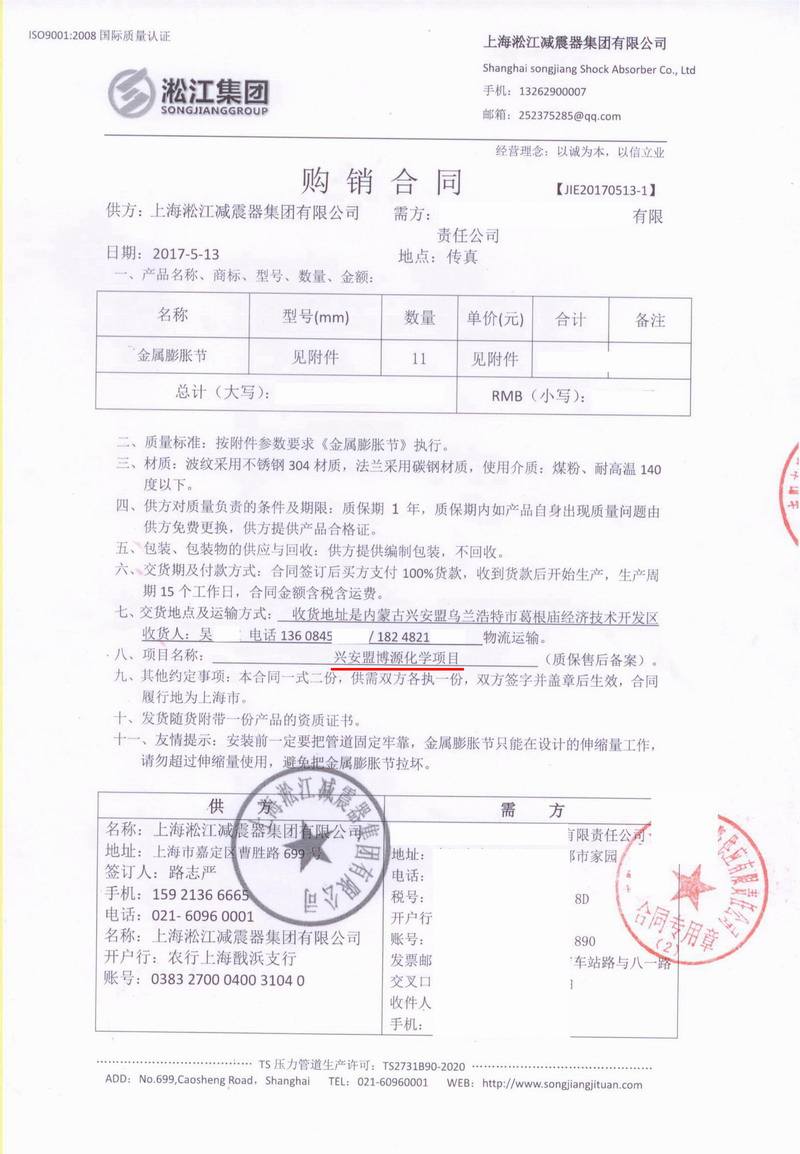 ISO9001:2008 国际质量认证
上海淞江减震器集团有限公司
Shanghai songjiang Shock Absorber Co., Ltd
手机：13262900007
邮箱：252375285@qq.com
淞江集团
SONGJIANGGROUP
经营理念：以诚为本，以信立业
购销合同
【JIE20170513-1】
供方：上海淞江减震器集团有限公司 需方： 有限
责任公司
日期：2017-5-13 地点：传真
一、产品名称、商标、型号、数量、金额：
名称 型号(mm) 数量 单价(元) 合计 备注
金属膨胀节 见附件 11 见附件
总计（大写）： RMB（小写）：
二、质量标准：按附件参数要求《金属膨胀节》执行。
三、材质：波纹采用不锈钢 304 材质，法兰采用碳钢材质，使用介质：煤粉、耐高温 140
度以下。
四、供方对质量负责的条件及期限：质保期 1 年，质保期内如产品自身出现质量问题由
供方免费更换，供方提供产品合格证。
五、包装、包装物的供应与回收：供方提供编制包装，不回收。
六、交货期及付款方式：合同签订后买方支付 100%货款，收到货款后开始生产，生产周
期 15 个工作日，合同金额含税含运费。
七、交货地点及运输方式： 收货地址是内蒙古兴安盟乌兰浩特市葛根庙经济技术开发区
收货人：吴 电话 136 0845 / 182 4821 物流运输。
八、项目名称： 兴安盟博源化学项目 （质保售后备案）。
九、其他约定事项：本合同一式二份，供需双方各执一份，双方签字并盖章后生效，合同
履行地为上海市。
十、发货随货附带一份产品的资质证书。
十一、友情提示：安装前一定要把管道固定牢靠，金属膨胀节只能在设计的伸缩量工作，
请勿超过伸缩量使用，避免把金属膨胀节拉坏。
供 方
名称：上海淞江减震器集团有限公司
地址：上海市嘉定区曹胜路 699 号
签订人：路志严
手机：159 2136 6665
电话：021- 6096 0001
名称：上海淞江减震器集团有限公司
开户行：农行上海戬浜支行
账号：0383 2700 0400 3104 0
上海淞江减震器集团有限公司
需 方
有限责任公司
地址： 都市家园
电话：
税号： 8D
开户行
账号： 890
发票邮 车站路与八一路
交叉口
收件人
手机：
应有限责任公司
合同专用章
(2)
TS 压力管道生产许可：TS2731B90-2020
ADD：No.699,Caosheng Road，Shanghai TEL：021-60960001 WEB：http://www.songjiangjituan.com